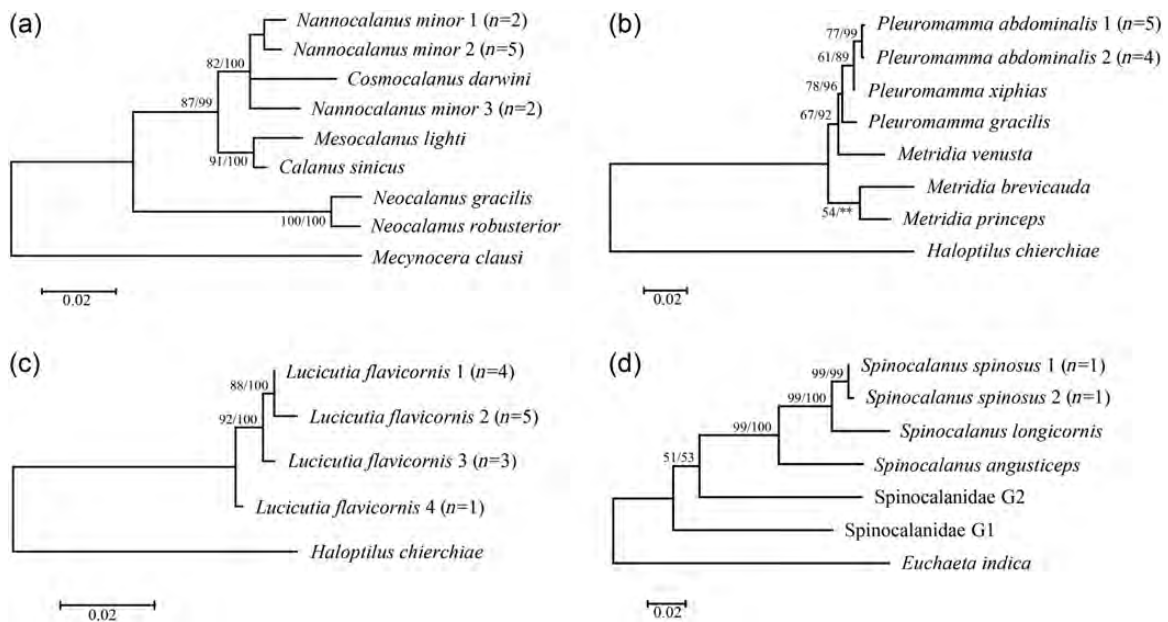 (a)
Nannocalanus minor 1 (n=2)
Nannocalanus minor 2 (n=5)
82/100
Cosmocalanus darwini
87/99
Nannocalanus minor 3 (n=2)
Mesocalanus lighti
91/100
Calanus sinicus
Neocalanus gracilis
100/100
Neocalanus robusterior
Mecynocera clausi
0.02
(b)
Pleuromamma abdominalis 1 (n=5)
77/99
Pleuromamma abdominalis 2 (n=4)
61/89
78/96
Pleuromamma xiphias
67/92
Pleuromamma gracilis
Metridia venusta
Metridia brevicauda
54/**
Metridia princeps
Haloptilus chierchiae
0.02
(c)
Lucicutia flavicornis 1 (n=4)
88/100
Lucicutia flavicornis 2 (n=5)
92/100
Lucicutia flavicornis 3 (n=3)
Lucicutia flavicornis 4 (n=1)
Haloptilus chierchiae
0.02
(d)
Spinocalanus spinosus 1 (n=1)
99/99
Spinocalanus spinosus 2 (n=1)
99/100
Spinocalanus longicornis
99/100
Spinocalanus angusticeps
51/53
Spinocalanidae G2
Spinocalanidae G1
Euchaeta indica
0.02